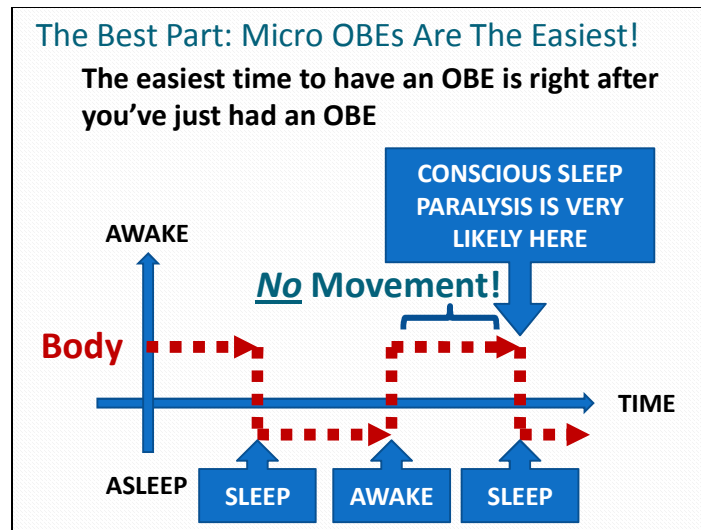 The Best Part: Micro OBEs Are The Easiest!
The easiest time to have an OBE is right after
you’ve just had an OBE
CONSCIOUS SLEEP
PARALYSIS IS VERY
LIKELY HERE
AWAKE
No Movement!
Body
TIME
ASLEEP
SLEEP
AWAKE
SLEEP